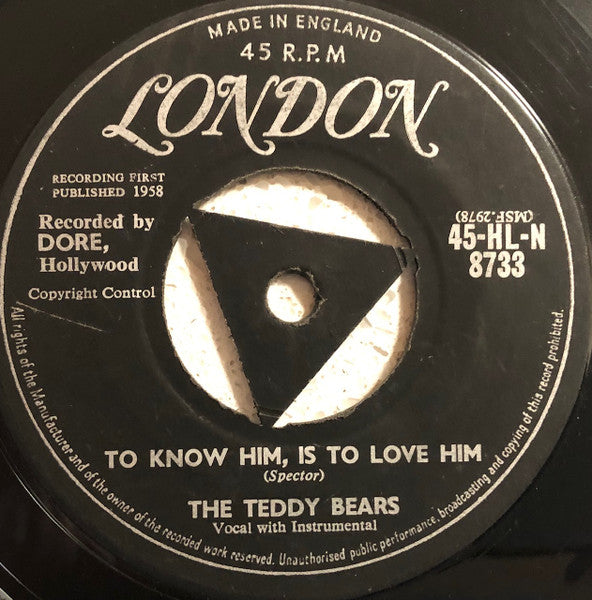 MADE IN ENGLAND
45 R.P.M
LONDON
RECORDING FIRST
PUBLISHED 1958
Recorded by
DORE,
Hollywood
Copyright Control
(MSF.2978)
45-HL-N
8733
TO KNOW HIM, IS TO LOVE HIM
(Spector)
THE TEDDY BEARS
Vocal with Instrumental
All rights of the Manufacturer and of the owner of the recorded work reserved. Unauthorised public performance, broadcasting and copying of this record prohibited.